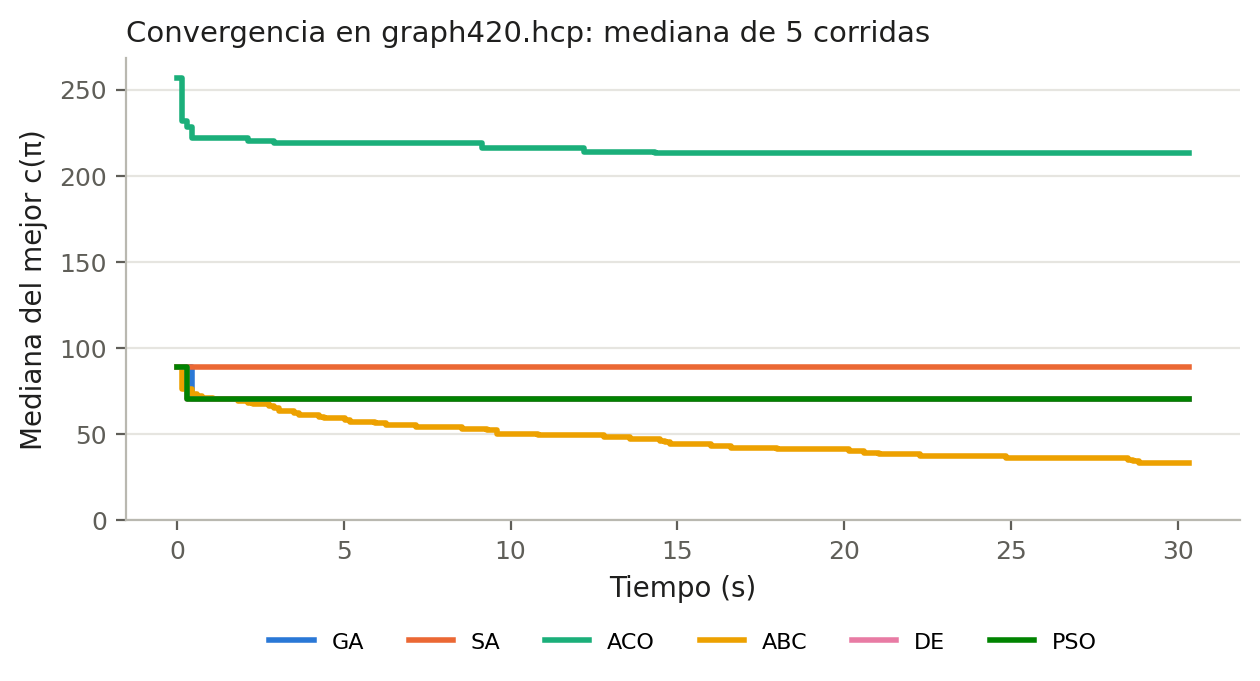 Convergencia en graph420.hcp: mediana de 5 corridas
Mediana del mejor c(π)
250
200
150
100
50
0
0 5 10 15 20 25 30
Tiempo (s)
GA SA ACO ABC DE PSO